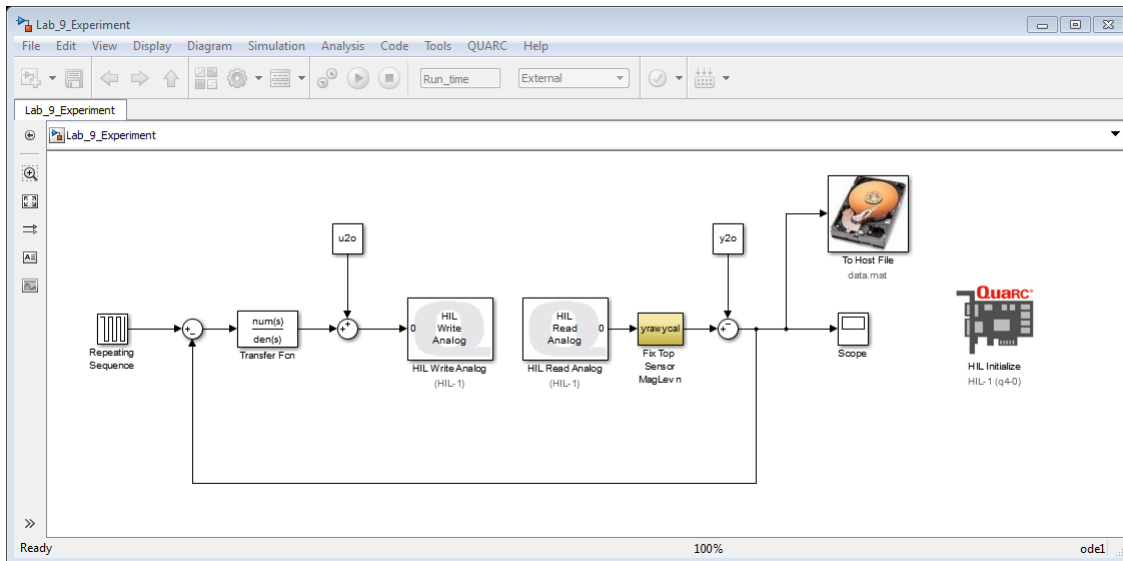 Lab_9_Experiment
File Edit View Display Diagram Simulation Analysis Code Tools QUARC Help
Run_time External
Lab_9_Experiment
Lab_9_Experiment
u2o
y2o
To Host File
data.mat
QUARC
Repeating
Sequence
num(s)
den(s)
Transfer Fcn
0
HIL
Write
Analog
HIL Write Analog
(HIL-1)
HIL
Read
Analog
0
HIL Read Analog
(HIL-1)
yrawycal
Fix Top
Sensor
MagLev n
Scope
HIL Initialize
HIL-1 (q4-0)
Ready 100% ode1